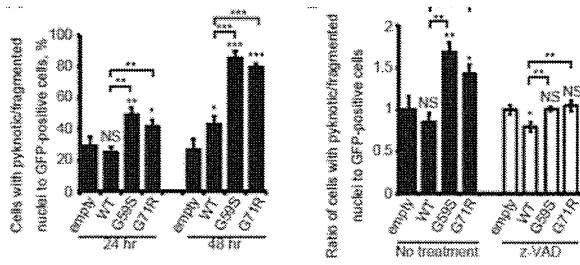 Cells with pyknotic/fragmented
nuclei to GFP-positive cells, %
100
80
60
40
20
0
NS
**
*
**
**
*
***
***
***
***
empty
WT
G59S
G71R
24 hr
empty
WT
G59S
G71R
48 hr
Ratio of cells with pyknotic/fragmented
nuclei to GFP-positive cells
2
1.5
1
0.5
0
NS
**
*
**
*
*
NS
NS
**
**
empty
WT
G59S
G71R
No treatment
empty
WT
G59S
G71R
z-VAD